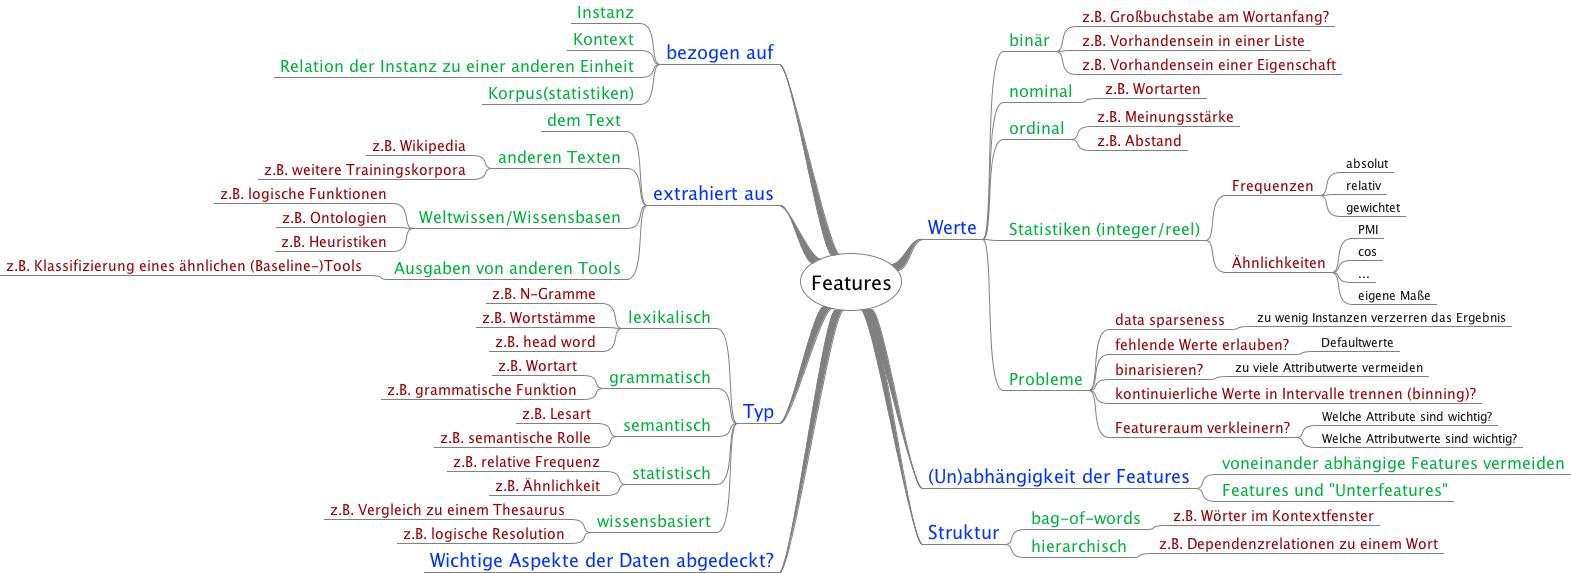 Features
bezogen auf
Instanz
Kontext
Relation der Instanz zu einer anderen Einheit
Korpus(statistiken)
extrahiert aus
dem Text
anderen Texten
z.B. Wikipedia
z.B. weitere Trainingskorpora
Weltwissen/Wissensbasen
z.B. logische Funktionen
z.B. Ontologien
z.B. Heuristiken
Ausgaben von anderen Tools
z.B. Klassifizierung eines ähnlichen (Baseline-)Tools
Typ
lexikalisch
z.B. N-Gramme
z.B. Wortstämme
z.B. head word
grammatisch
z.B. Wortart
z.B. grammatische Funktion
semantisch
z.B. Lesart
z.B. semantische Rolle
statistisch
z.B. relative Frequenz
z.B. Ähnlichkeit
wissensbasiert
z.B. Vergleich zu einem Thesaurus
z.B. logische Resolution
Wichtige Aspekte der Daten abgedeckt?
Werte
binär
z.B. Großbuchstabe am Wortanfang?
z.B. Vorhandensein in einer Liste
z.B. Vorhandensein einer Eigenschaft
nominal
z.B. Wortarten
ordinal
z.B. Meinungsstärke
z.B. Abstand
Statistiken (integer/reel)
Frequenzen
absolut
relativ
gewichtet
Ähnlichkeiten
PMI
cos
...
eigene Maße
Probleme
data sparseness
zu wenig Instanzen verzerren das Ergebnis
fehlende Werte erlauben?
Defaultwerte
binarisieren?
zu viele Attributwerte vermeiden
kontinuierliche Werte in Intervalle trennen (binning)?
Featureraum verkleinern?
Welche Attribute sind wichtig?
Welche Attributwerte sind wichtig?
(Un)abhängigkeit der Features
voneinander abhängige Features vermeiden
Features und "Unterfeatures"
Struktur
bag-of-words
z.B. Wörter im Kontextfenster
hierarchisch
z.B. Dependenzrelationen zu einem Wort